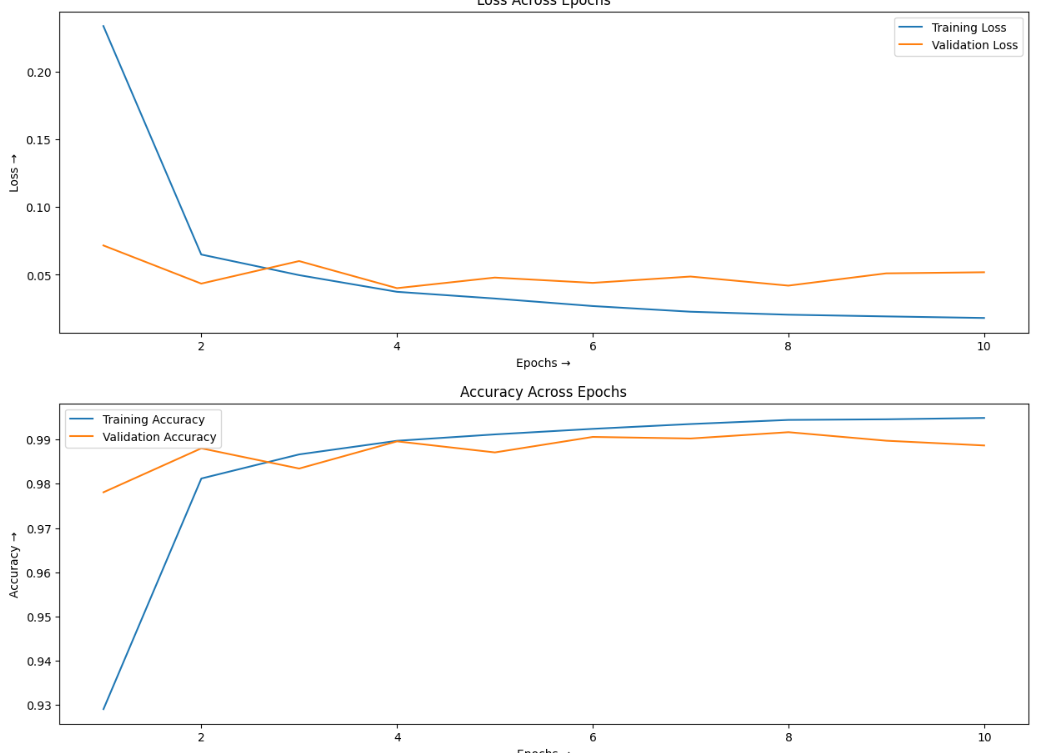 Loss Across Epochs
Training Loss
Validation Loss
0.20
0.15
0.10
0.05
Loss →
2 4 6 8 10
Epochs →
Accuracy Across Epochs
Training Accuracy
Validation Accuracy
0.99
0.98
0.97
0.96
0.95
0.94
0.93
Accuracy →
2 4 6 8 10
Epochs →